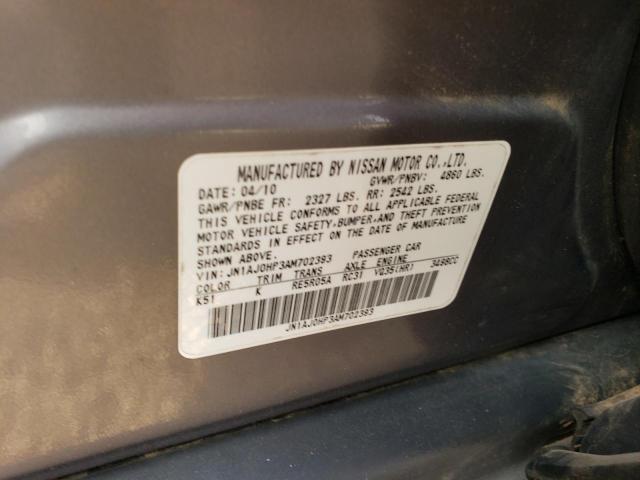 MANUFACTURED BY NISSAN MOTOR CO.,LTD.
DATE: 04/10 GVWR/PNBV: 4860 LBS.
GAWR/PNBE FR: 2327 LBS. RR: 2542 LBS.
THIS VEHICLE CONFORMS TO ALL APPLICABLE FEDERAL
MOTOR VEHICLE SAFETY,BUMPER,AND THEFT PREVENTION
STANDARDS IN EFFECT ON THE DATE OF MANUFACTURE
SHOWN ABOVE.
VIN: JN1AJ0HP3AM702383 PASSENGER CAR
COLOR TRIM TRANS AXLE ENGINE
K51 K RE5R05A RC31 VQ35(HR) 3498CC
JN1AJ0HP3AM702383